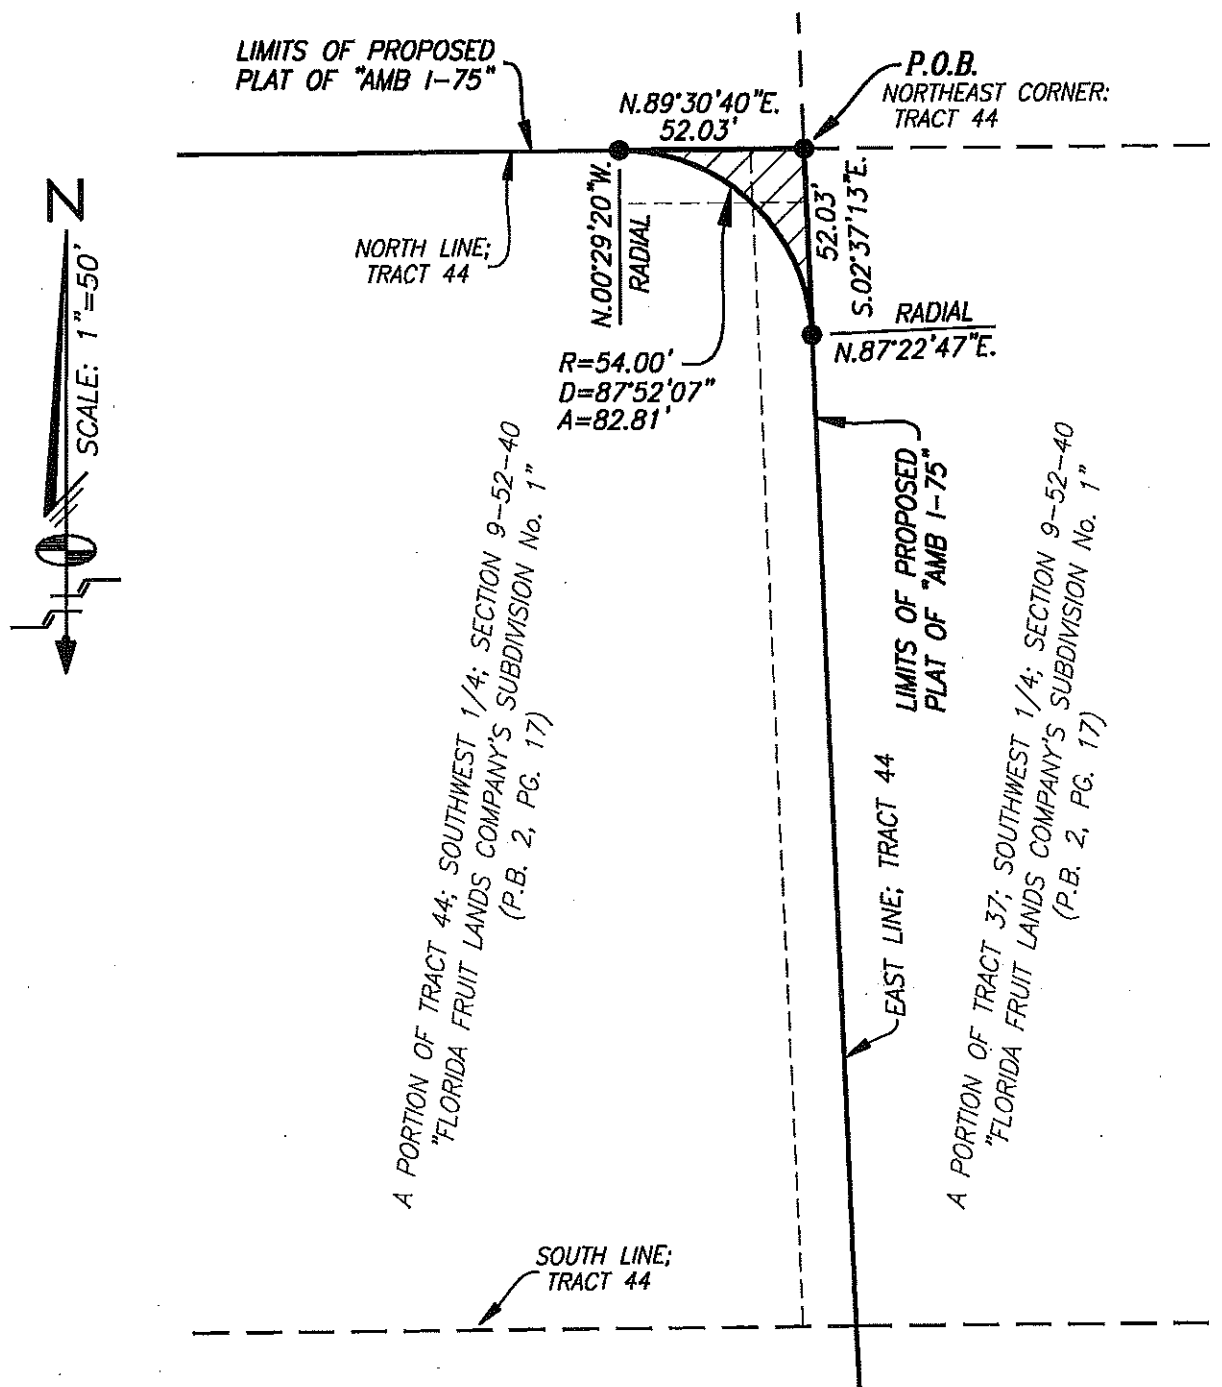 LIMITS OF PROPOSED
PLAT OF "AMB I-75"
P.O.B.
NORTHEAST CORNER:
TRACT 44
N.89°30'40"E.
52.03'
N
SCALE: 1"=50'
NORTH LINE;
TRACT 44
N.00°29'20"W.
RADIAL
52.03'
S.02°37'13"E.
RADIAL
N.87°22'47"E.
R=54.00'
D=87°52'07"
A=82.81'
LIMITS OF PROPOSED
PLAT OF "AMB I-75"
A PORTION OF TRACT 44; SOUTHWEST 1/4; SECTION 9-52-40
"FLORIDA FRUIT LANDS COMPANY'S SUBDIVISION No. 1"
(P.B. 2, PG. 17)
EAST LINE; TRACT 44
A PORTION OF TRACT 37; SOUTHWEST 1/4; SECTION 9-52-40
"FLORIDA FRUIT LANDS COMPANY'S SUBDIVISION No. 1"
(P.B. 2, PG. 17)
SOUTH LINE;
TRACT 44